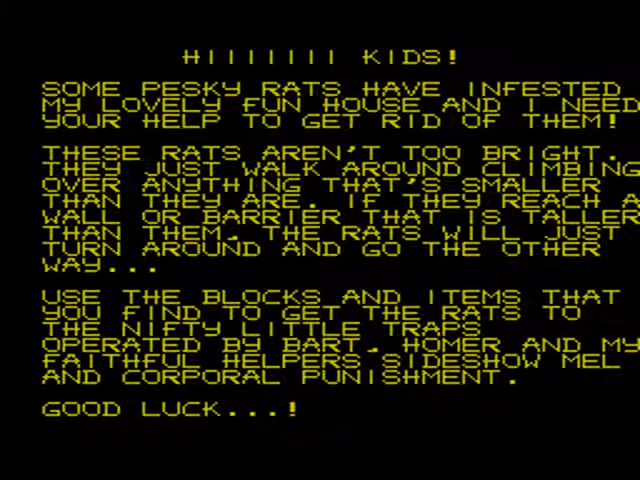 HIIIIIII KIDS!
SOME PESKY RATS HAVE INFESTED
MY LOVELY FUN HOUSE AND I NEED
YOUR HELP TO GET RID OF THEM!
THESE RATS AREN'T TOO BRIGHT.
THEY JUST WALK AROUND CLIMBING
OVER ANYTHING THAT'S SMALLER
THAN THEY ARE. IF THEY REACH A
WALL OR BARRIER THAT IS TALLER
THAN THEM, THE RATS WILL JUST
TURN AROUND AND GO THE OTHER
WAY...
USE THE BLOCKS AND ITEMS THAT
YOU FIND TO GET THE RATS TO
THE NIFTY LITTLE TRAPS
OPERATED BY BART, HOMER AND MY
FAITHFUL HELPERS SIDESHOW MEL
AND CORPORAL PUNISHMENT.
GOOD LUCK...!